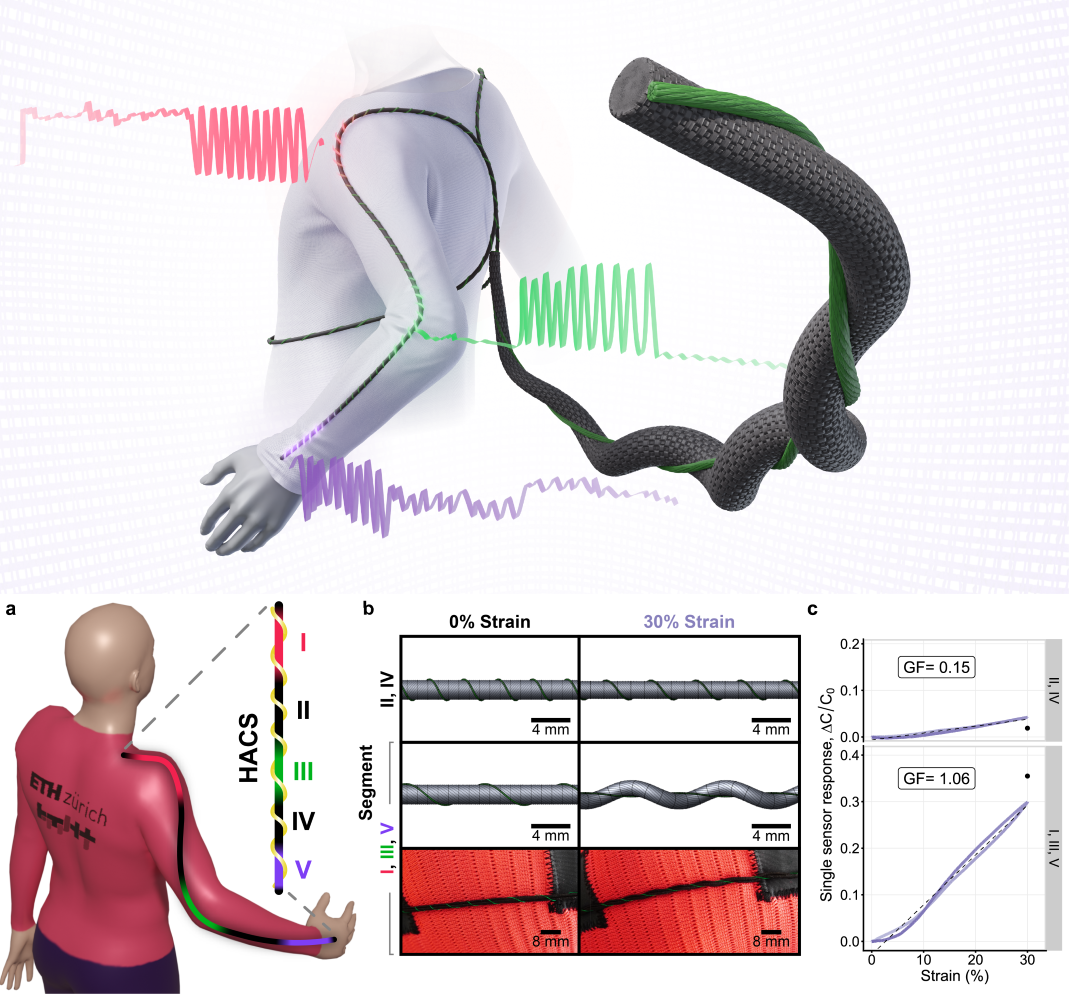 a
ETH zürich
HACS
I
II
III
IV
V
b
0% Strain
30% Strain
Segment
II, IV
I, III, V
4 mm
4 mm
4 mm
4 mm
8 mm
8 mm
c
Single sensor response, ΔC/C₀
0.2
0.1
0.0
GF= 0.15
II, IV
0.4
0.3
0.2
0.1
0.0
GF= 1.06
I, III, V
0
10
20
30
Strain (%)